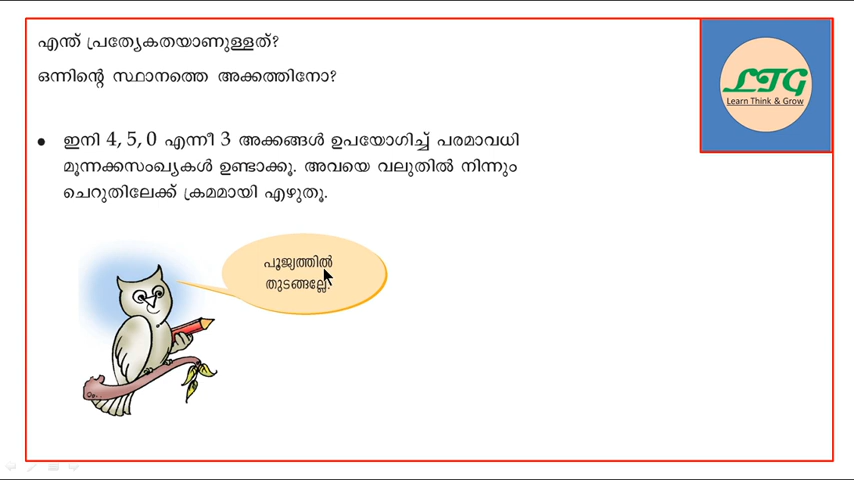 എന്ത് പ്രത്യേകതയാണുള്ളത്?
ഒന്നിന്റെ സ്ഥാനത്തെ അക്കത്തിനോ?
• ഇനി 4, 5, 0 എന്നീ 3 അക്കങ്ങൾ ഉപയോഗിച്ച് പരമാവധി
മൂന്നക്കസംഖ്യകൾ ഉണ്ടാക്കൂ. അവയെ വലുതിൽ നിന്നും
ചെറുതിലേക്ക് ക്രമമായി എഴുതൂ.
പൂജ്യത്തിൽ
തുടങ്ങല്ലേ.
LTG
Learn Think & Grow